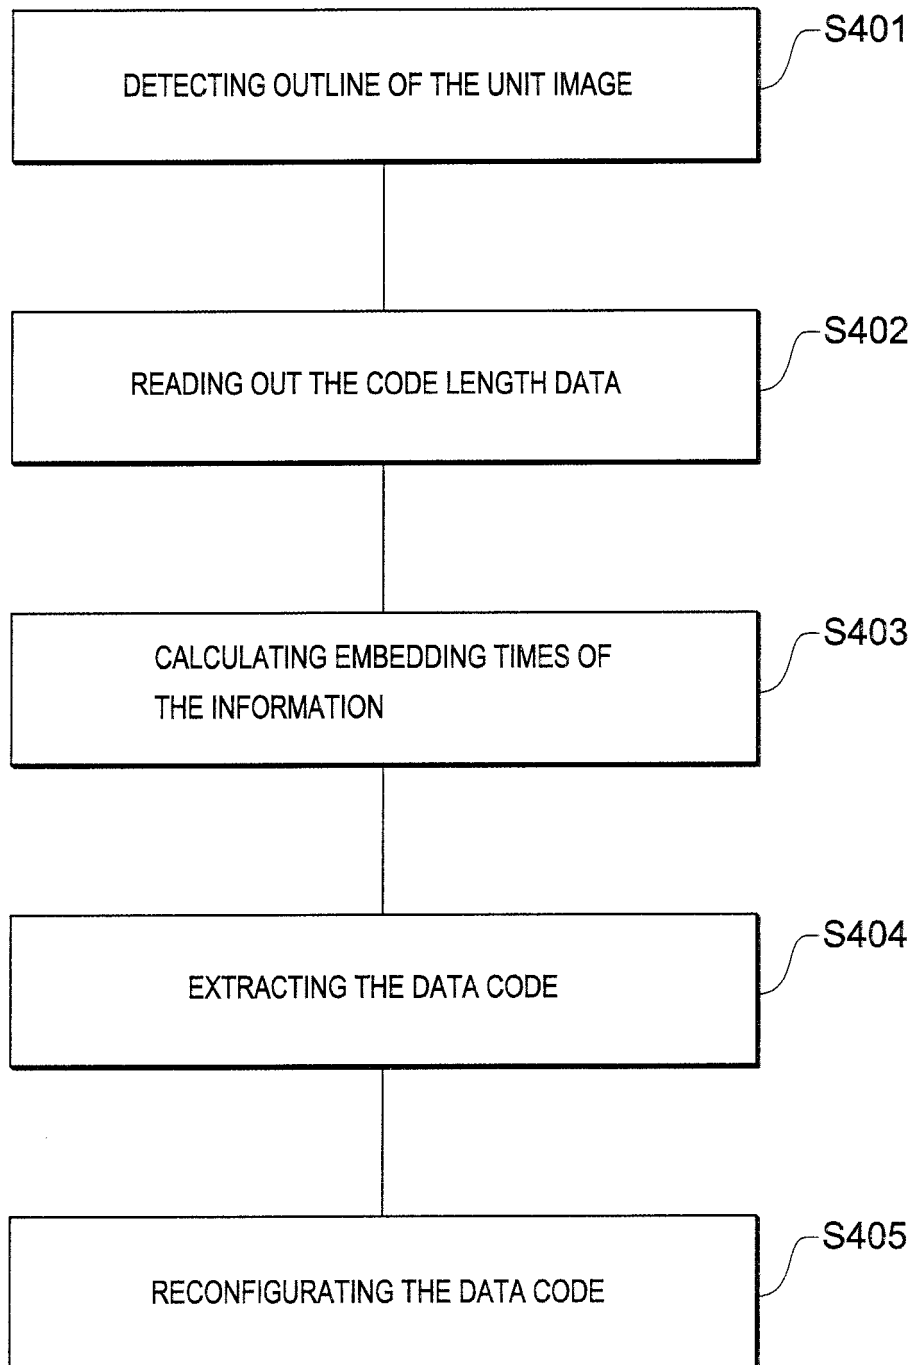 S401
DETECTING OUTLINE OF THE UNIT IMAGE
S402
READING OUT THE CODE LENGTH DATA
S403
CALCULATING EMBEDDING TIMES OF
THE INFORMATION
S404
EXTRACTING THE DATA CODE
S405
RECONFIGURATING THE DATA CODE